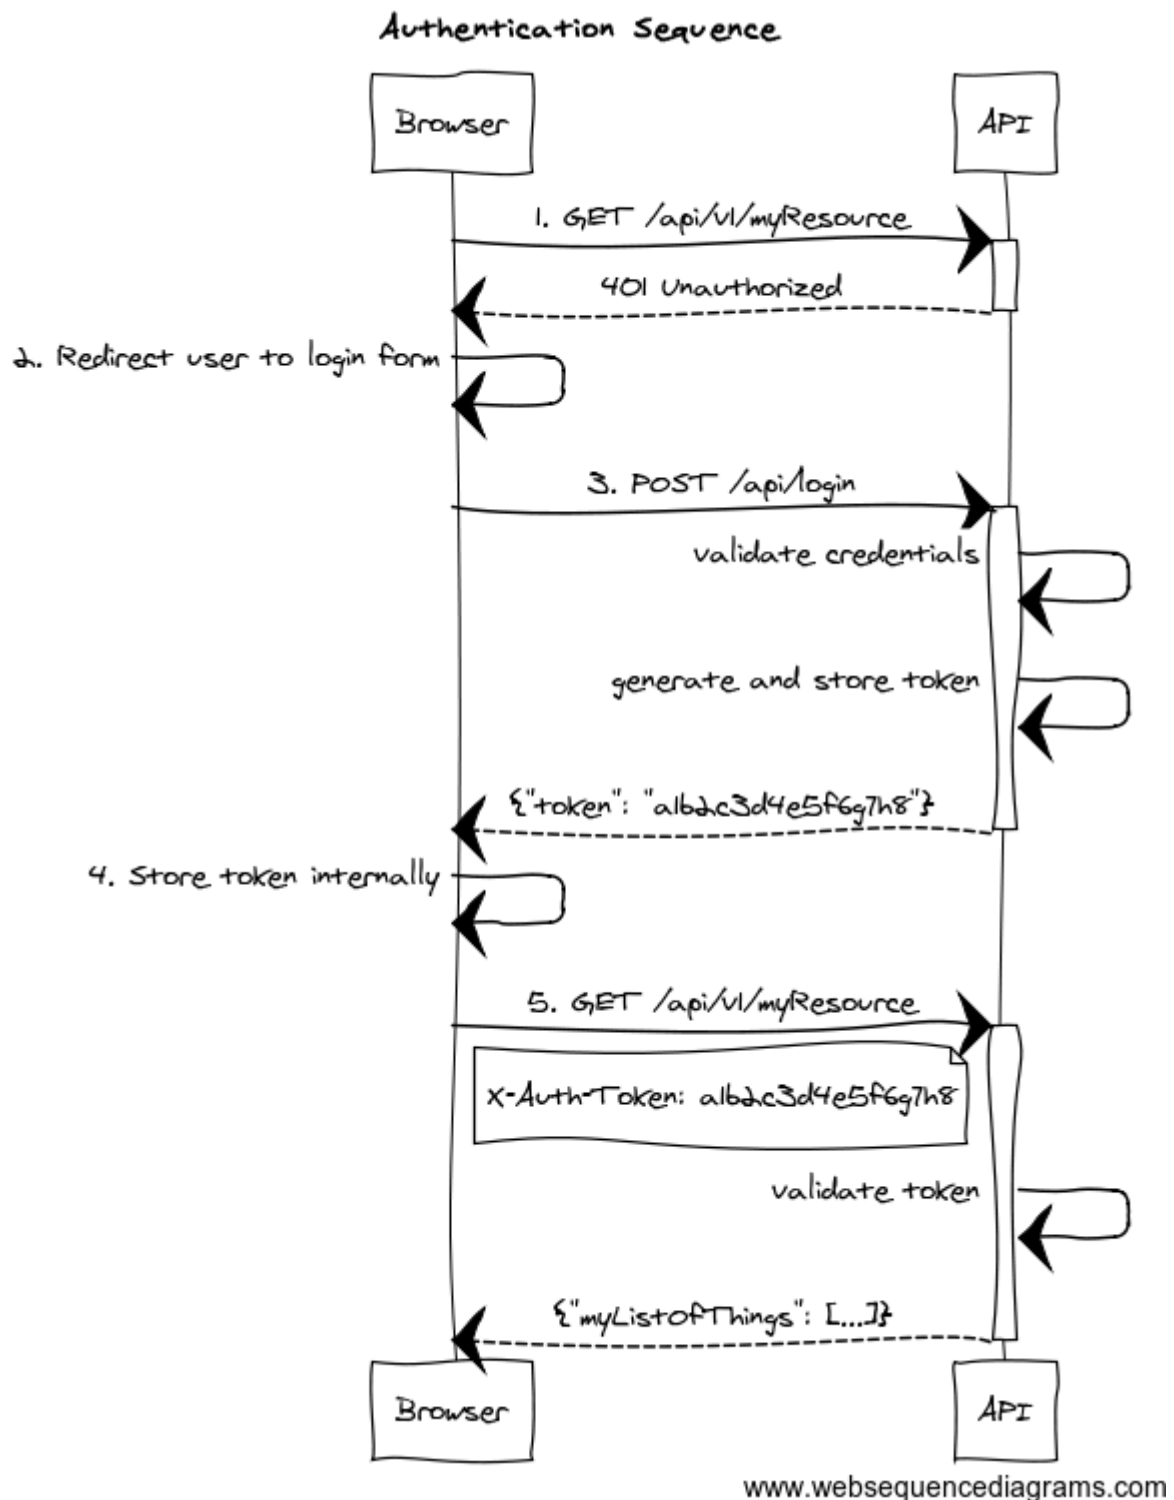 Authentication Sequence
Browser
API
1. GET /api/v1/myResource
401 Unauthorized
2. Redirect user to login form
3. POST /api/login
validate credentials
generate and store token
{"token": "a1b2c3d4e5f6g7h8"}
4. Store token internally
5. GET /api/v1/myResource
X-Auth-Token: a1b2c3d4e5f6g7h8
validate token
{"myListOfThings": [...]}
Browser
API
www.websequencediagrams.com